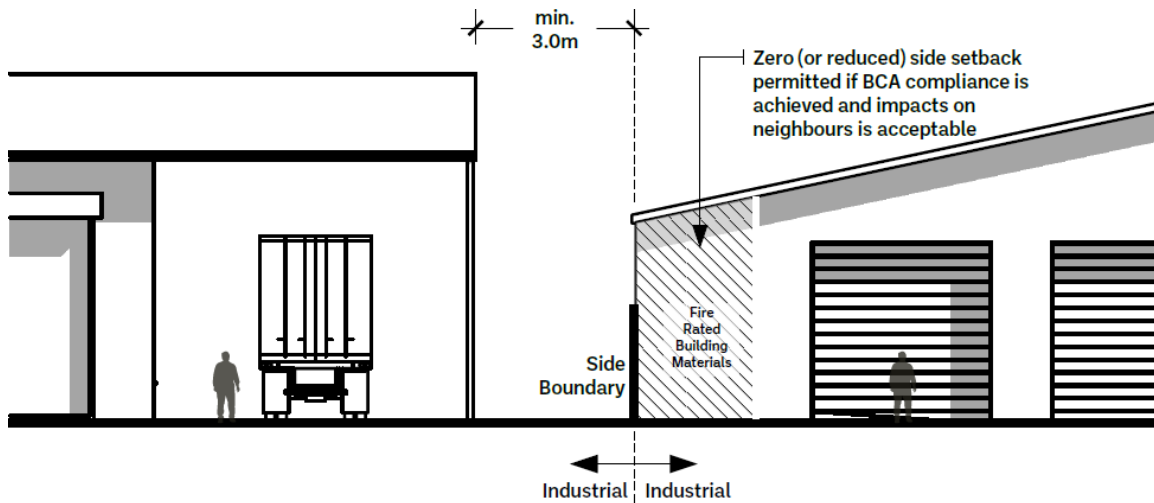 min.
3.0m
Zero (or reduced) side setback
permitted if BCA compliance is
achieved and impacts on
neighbours is acceptable
Fire
Rated
Building
Materials
Side
Boundary
Industrial
Industrial